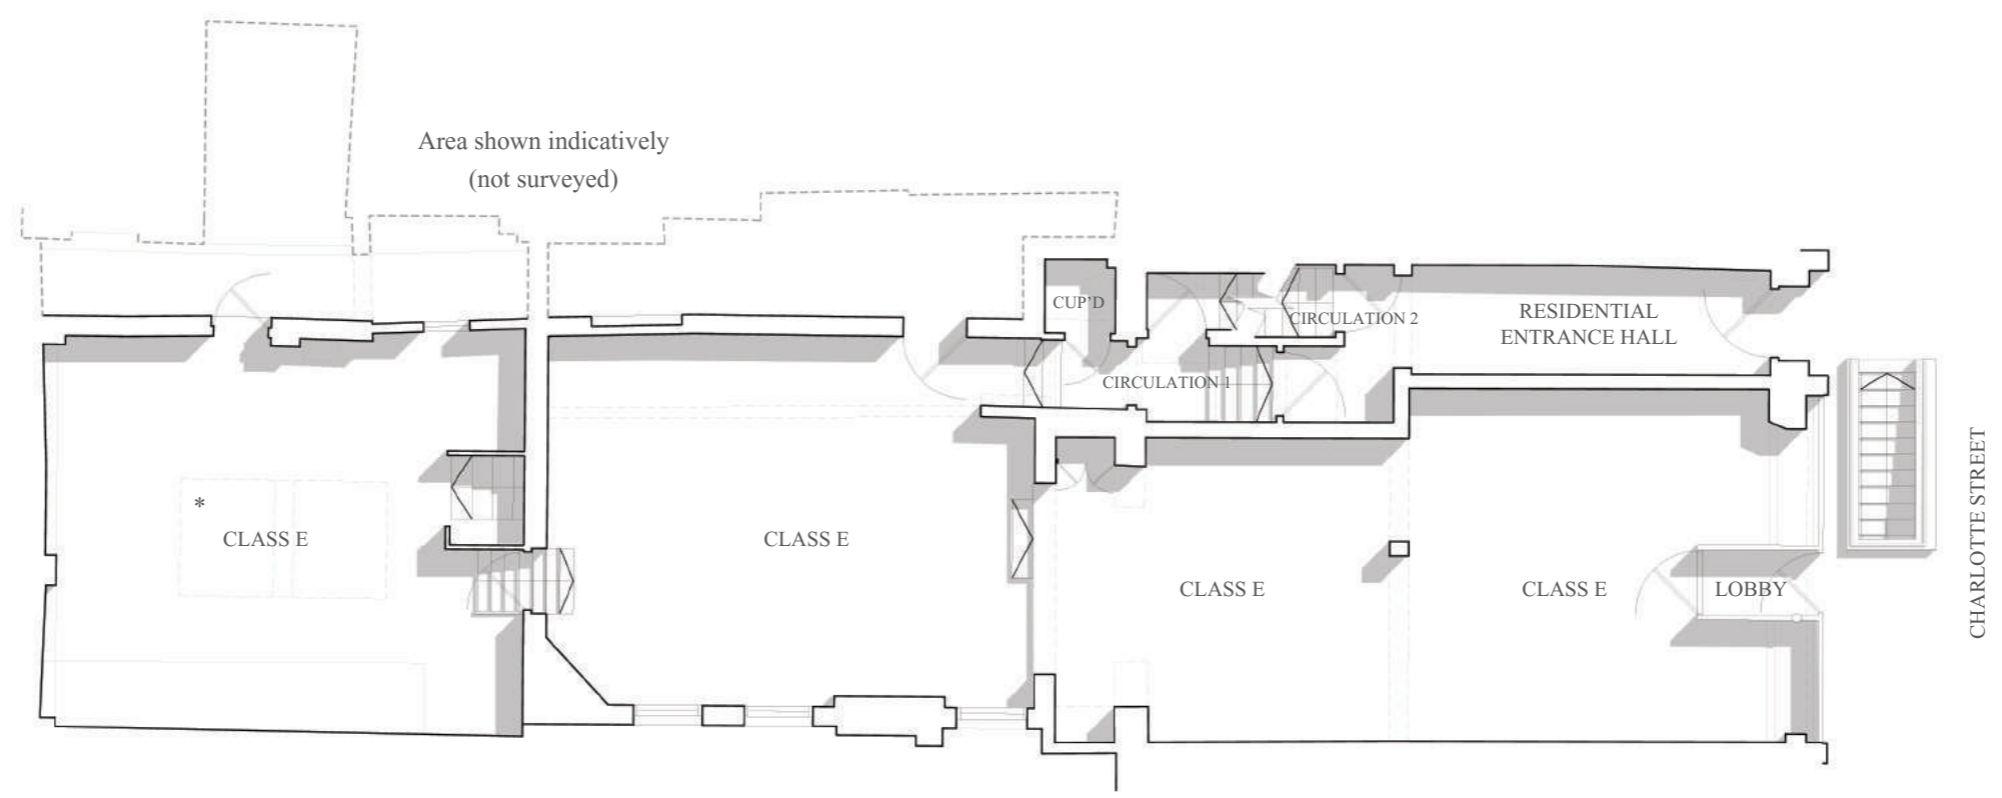 Area shown indicatively
(not surveyed)
CUP'D
CIRCULATION 2
RESIDENTIAL
ENTRANCE HALL
CIRCULATION 1
*
CLASS E
CLASS E
CLASS E
CLASS E
LOBBY
CHARLOTTE STREET